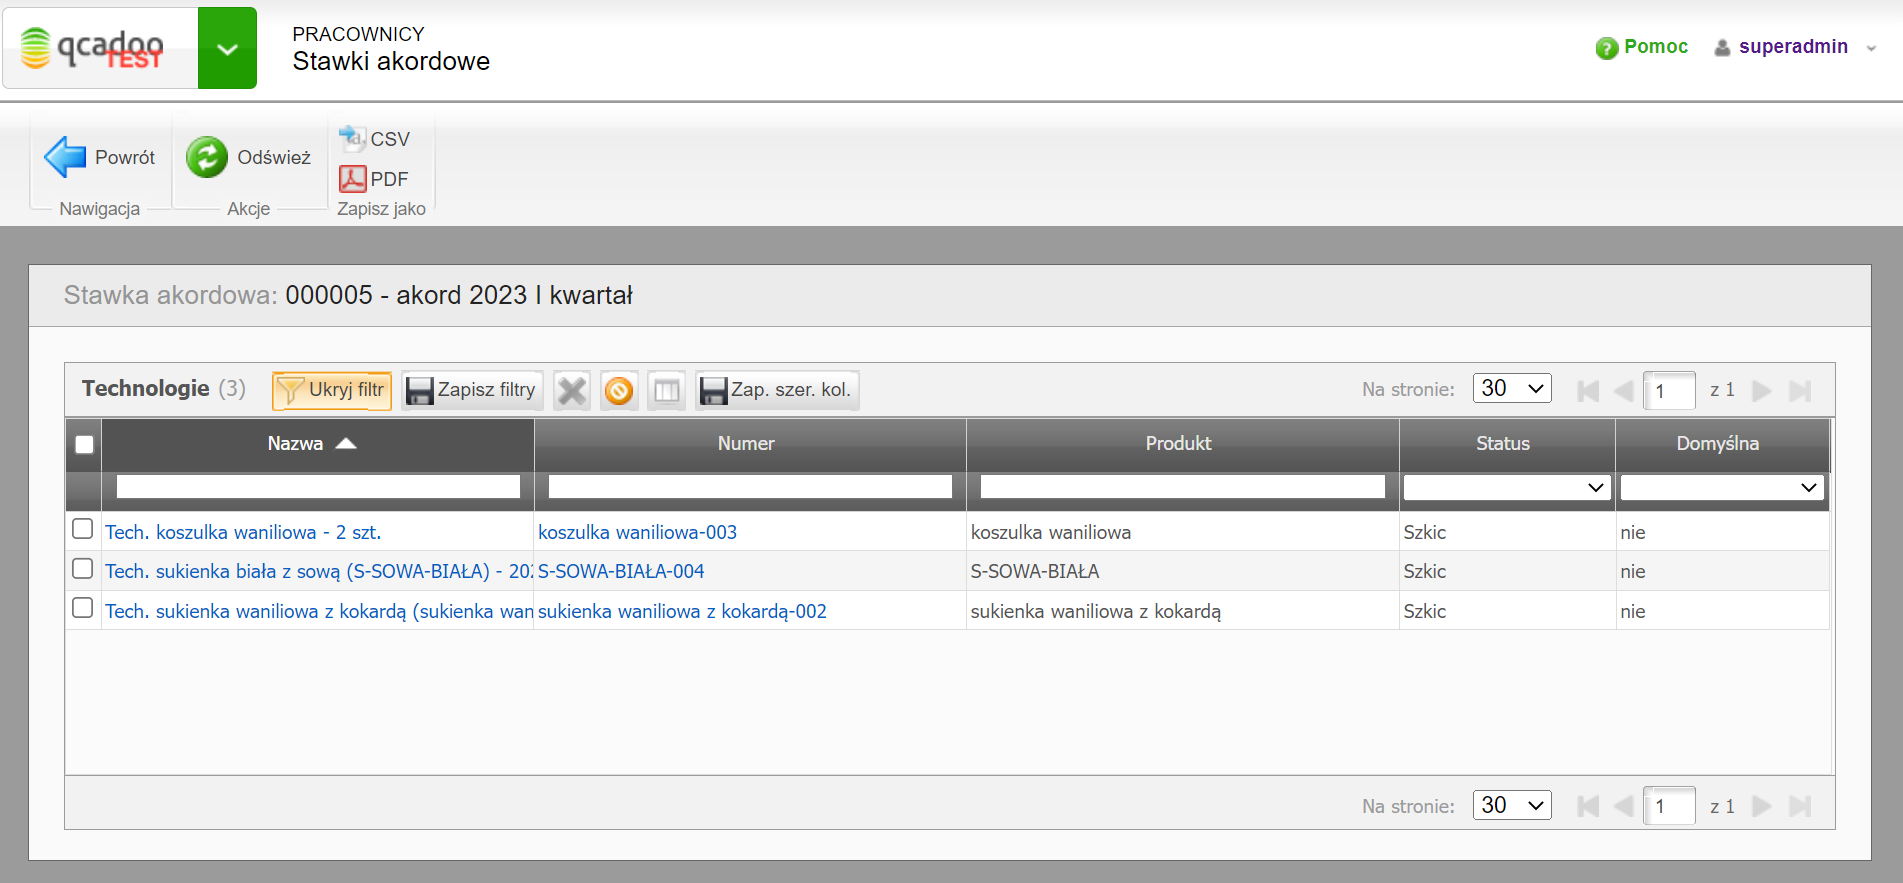 qcadoo TEST
PRACOWNICY
Stawki akordowe
Pomoc superadmin
Powrót Odśwież CSV
PDF
Nawigacja Akcje Zapisz jako
Stawka akordowa: 000005 - akord 2023 I kwartał
Technologie (3) Ukryj filtr Zapisz filtry Zap. szer. kol. Na stronie: 30 1 z 1
Nazwa Numer Produkt Status Domyślna
Tech. koszulka waniliowa - 2 szt. koszulka waniliowa-003 koszulka waniliowa Szkic nie
Tech. sukienka biała z sową (S-SOWA-BIAŁA) - 202 S-SOWA-BIAŁA-004 S-SOWA-BIAŁA Szkic nie
Tech. sukienka waniliowa z kokardą (sukienka wan sukienka waniliowa z kokardą-002 sukienka waniliowa z kokardą Szkic nie
Na stronie: 30 1 z 1